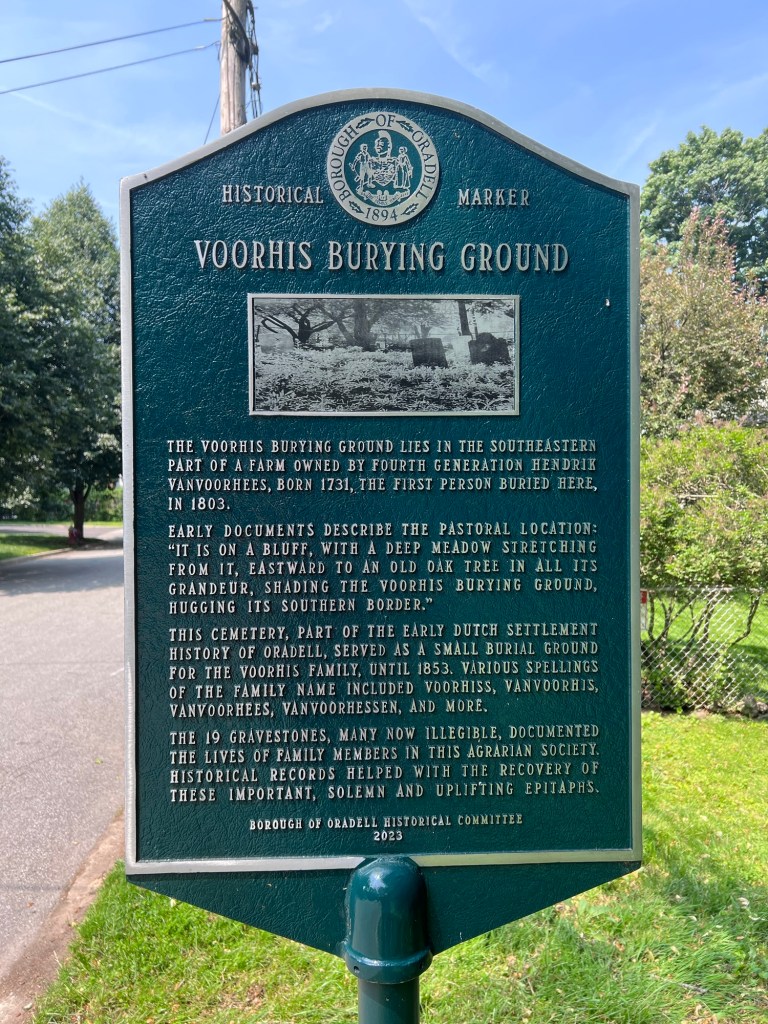 BOROUGH OF ORADELL
1894
HISTORICAL MARKER
VOORHIS BURYING GROUND
THE VOORHIS BURYING GROUND LIES IN THE SOUTHEASTERN
PART OF A FARM OWNED BY FOURTH GENERATION HENDRIK
VANVOORHEES, BORN 1731, THE FIRST PERSON BURIED HERE,
IN 1803.
EARLY DOCUMENTS DESCRIBE THE PASTORAL LOCATION:
"IT IS ON A BLUFF, WITH A DEEP MEADOW STRETCHING
FROM IT, EASTWARD TO AN OLD OAK TREE IN ALL ITS
GRANDEUR, SHADING THE VOORHIS BURYING GROUND,
HUGGING ITS SOUTHERN BORDER."
THIS CEMETERY, PART OF THE EARLY DUTCH SETTLEMENT
HISTORY OF ORADELL, SERVED AS A SMALL BURIAL GROUND
FOR THE VOORHIS FAMILY, UNTIL 1853. VARIOUS SPELLINGS
OF THE FAMILY NAME INCLUDED VOORHISS, VANVOORHIS,
VANVOORHEES, VANVOORHESSEN, AND MORE.
THE 19 GRAVESTONES, MANY NOW ILLEGIBLE, DOCUMENTED
THE LIVES OF FAMILY MEMBERS IN THIS AGRARIAN SOCIETY.
HISTORICAL RECORDS HELPED WITH THE RECOVERY OF
THESE IMPORTANT, SOLEMN AND UPLIFTING EPITAPHS.
BOROUGH OF ORADELL HISTORICAL COMMITTEE
2023